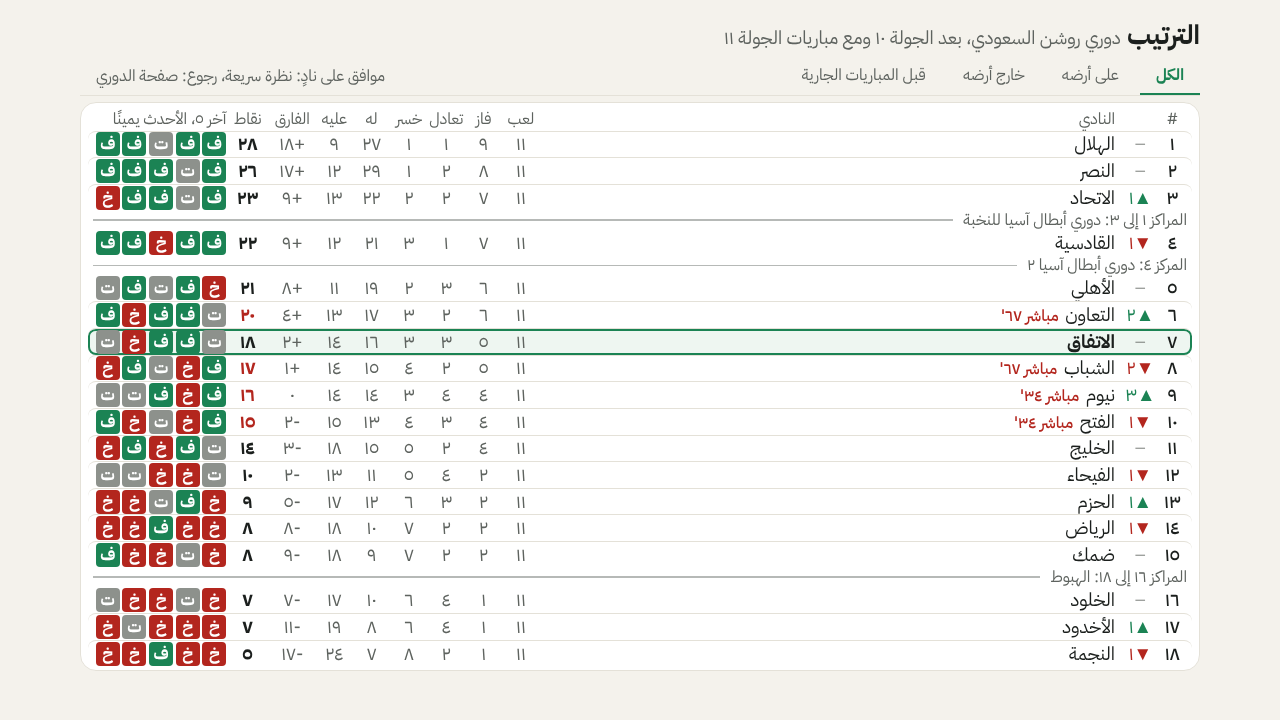 الترتيب دوري روشن السعودي، بعد الجولة ١٠ ومع مباريات الجولة ١١
الكل على أرضه خارج أرضه قبل المباريات الجارية موافق على نادٍ: نظرة سريعة، رجوع: صفحة الدوري
# النادي لعب فاز تعادل خسر له عليه الفارق نقاط آخر ٥، الأحدث يمينًا
١ – الهلال ١١ ٩ ١ ١ ٢٧ ٩ +١٨ ٢٨ ف ف ت ف ف
٢ – النصر ١١ ٨ ٢ ١ ٢٩ ١٢ +١٧ ٢٦ ف ت ف ف ف
٣ ▲١ الاتحاد ١١ ٧ ٢ ٢ ٢٢ ١٣ +٩ ٢٣ ف ت ف ف خ
المراكز ١ إلى ٣: دوري أبطال آسيا للنخبة
٤ ▼١ القادسية ١١ ٧ ١ ٣ ٢١ ١٢ +٩ ٢٢ ف ف خ ف ف
المركز ٤: دوري أبطال آسيا ٢
٥ – الأهلي ١١ ٦ ٣ ٢ ١٩ ١١ +٨ ٢١ خ ف ت ف ت
٦ ▲٢ التعاون مباشر ٦٧' ١١ ٦ ٢ ٣ ١٧ ١٣ +٤ ٢٠ ت ف ف خ ف
٧ – الاتفاق ١١ ٥ ٣ ٣ ١٦ ١٤ +٢ ١٨ ت ف ف خ ت
٨ ▼٢ الشباب مباشر ٦٧' ١١ ٥ ٢ ٤ ١٥ ١٤ +١ ١٧ ف خ ت ف خ
٩ ▲٣ نيوم مباشر ٣٤' ١١ ٤ ٤ ٣ ١٤ ١٤ ٠ ١٦ ف خ ف ت ت
١٠ ▼١ الفتح مباشر ٣٤' ١١ ٤ ٣ ٤ ١٣ ١٥ -٢ ١٥ ف خ ت خ ف
١١ – الخليج ١١ ٤ ٢ ٥ ١٥ ١٨ -٣ ١٤ ت ف خ ف خ
١٢ ▼١ الفيحاء ١١ ٢ ٤ ٥ ١١ ١٣ -٢ ١٠ ت خ خ ت ت
١٣ ▲١ الحزم ١١ ٢ ٣ ٦ ١٢ ١٧ -٥ ٩ خ ف ت خ خ
١٤ ▼١ الرياض ١١ ٢ ٢ ٧ ١٠ ١٨ -٨ ٨ خ خ ف خ خ
١٥ – ضمك ١١ ٢ ٢ ٧ ٩ ١٨ -٩ ٨ خ ت خ خ ف
المراكز ١٦ إلى ١٨: الهبوط
١٦ – الخلود ١١ ١ ٤ ٦ ١٠ ١٧ -٧ ٧ خ ت خ خ ت
١٧ ▲١ الأخدود ١١ ١ ٤ ٦ ٨ ١٩ -١١ ٧ خ خ خ ت خ
١٨ ▼١ النجمة ١١ ١ ٢ ٨ ٧ ٢٤ -١٧ ٥ خ خ ف خ خ